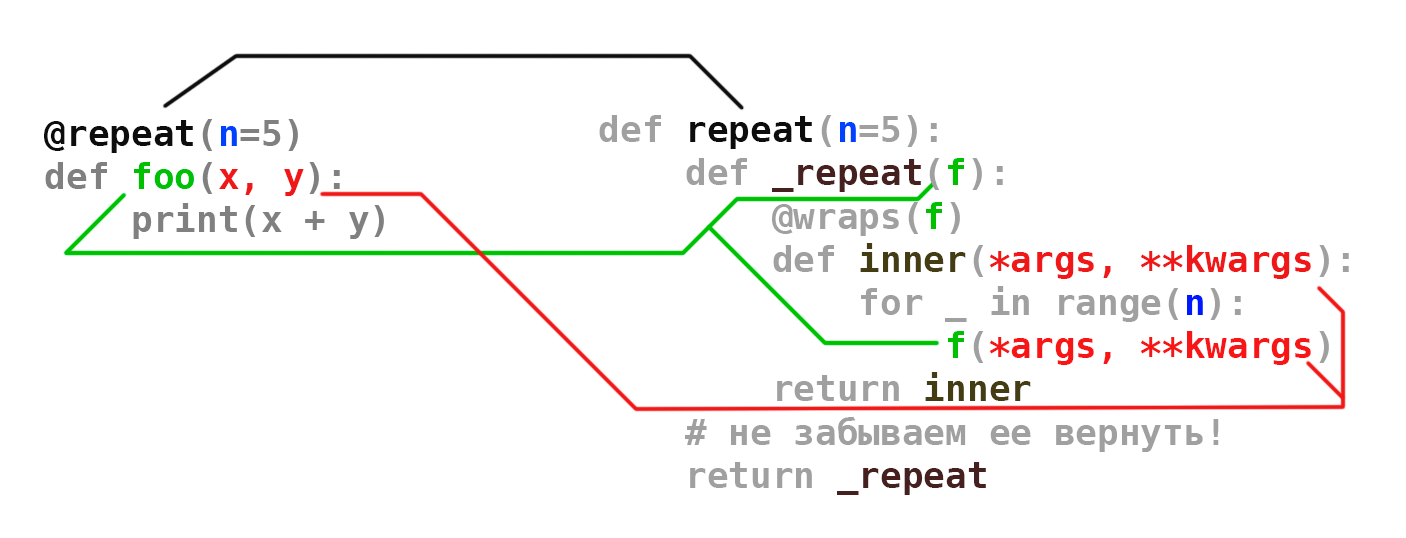 @repeat(n=5)
def foo(x, y):
    print(x + y)
def repeat(n=5):
    def _repeat(f):
        @wraps(f)
        def inner(*args, **kwargs):
            for _ in range(n):
                f(*args, **kwargs)
        return inner
    # не забываем ее вернуть!
    return _repeat